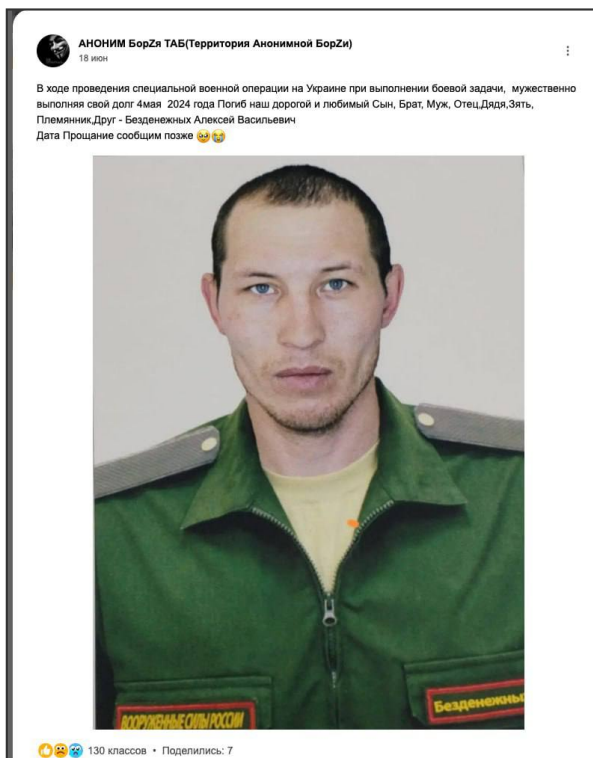 АНОНИМ БорZя ТАБ(Территория Анонимной БорZи)
18 июн
В ходе проведения специальной военной операции на Украине при выполнении боевой задачи, мужественно
выполняя свой долг 4мая 2024 года Погиб наш дорогой и любимый Сын, Брат, Муж, Отец,Дядя,Зять,
Племянник,Друг - Безденежных Алексей Васильевич
Дата Прощание сообщим позже 🥹😭
ВООРУЖЕННЫЕ СИЛЫ РОССИИ
Безденежны
130 классов • Поделились: 7